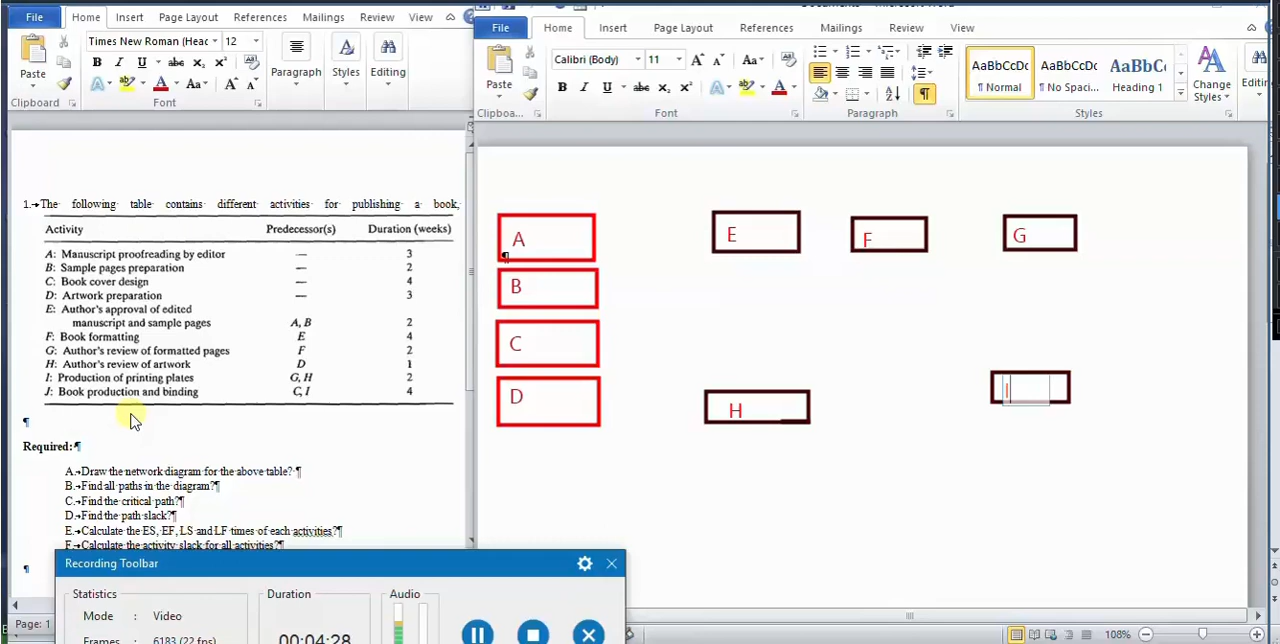 File Home Insert Page Layout References Mailings Review View
Times New Roman (Heac 12
Paste
Paragraph Styles Editing
Clipboard Font
1. The following table contains different activities for publishing a book,
Activity Predecessor(s) Duration (weeks)
A: Manuscript proofreading by editor — 3
B: Sample pages preparation — 2
C: Book cover design — 4
D: Artwork preparation — 3
E: Author's approval of edited
manuscript and sample pages A, B 2
F: Book formatting E 4
G: Author's review of formatted pages F 2
H: Author's review of artwork D 1
I: Production of printing plates G, H 2
J: Book production and binding C, I 4
¶
Required:¶
A.→Draw the network diagram for the above table?¶
B.→Find all paths in the diagram?¶
C.→Find the critical path?¶
D.→Find the path slack?¶
E.→Calculate the ES, EF, LS and LF times of each activities?¶
F.→Calculate the activity slack for all activities?¶
¶
Recording Toolbar
Statistics Duration Audio
Mode : Video
Frames : 6183 (22 fps)
00:04:28
Page: 1
File Home Insert Page Layout References Mailings Review View
Calibri (Body) 11
Paste
AaBbCcDc AaBbCcDc AaBbC
¶ Normal ¶ No Spaci... Heading 1
Change
Styles
Editin
Clipboa... Font Paragraph Styles
A E F G
¶
B
C
D H I
108%